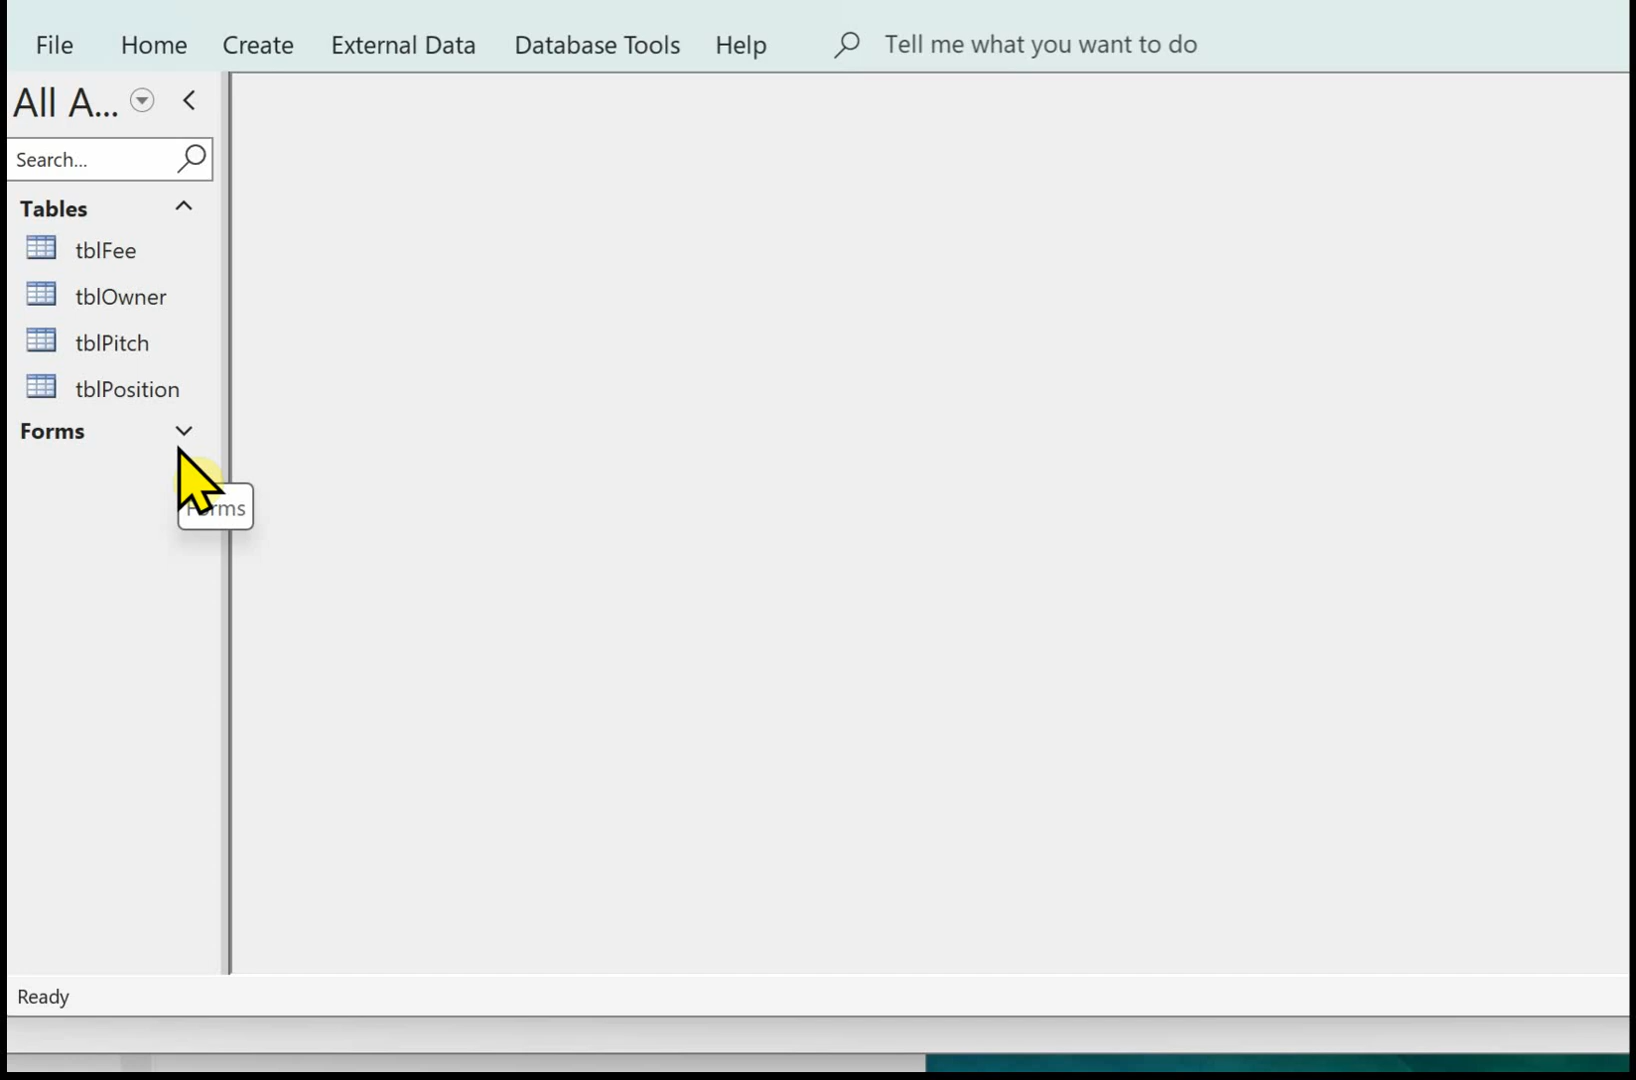 File Home Create External Data Database Tools Help Tell me what you want to do
All A...
Search...
Tables
tblFee
tblOwner
tblPitch
tblPosition
Forms
Forms
Ready